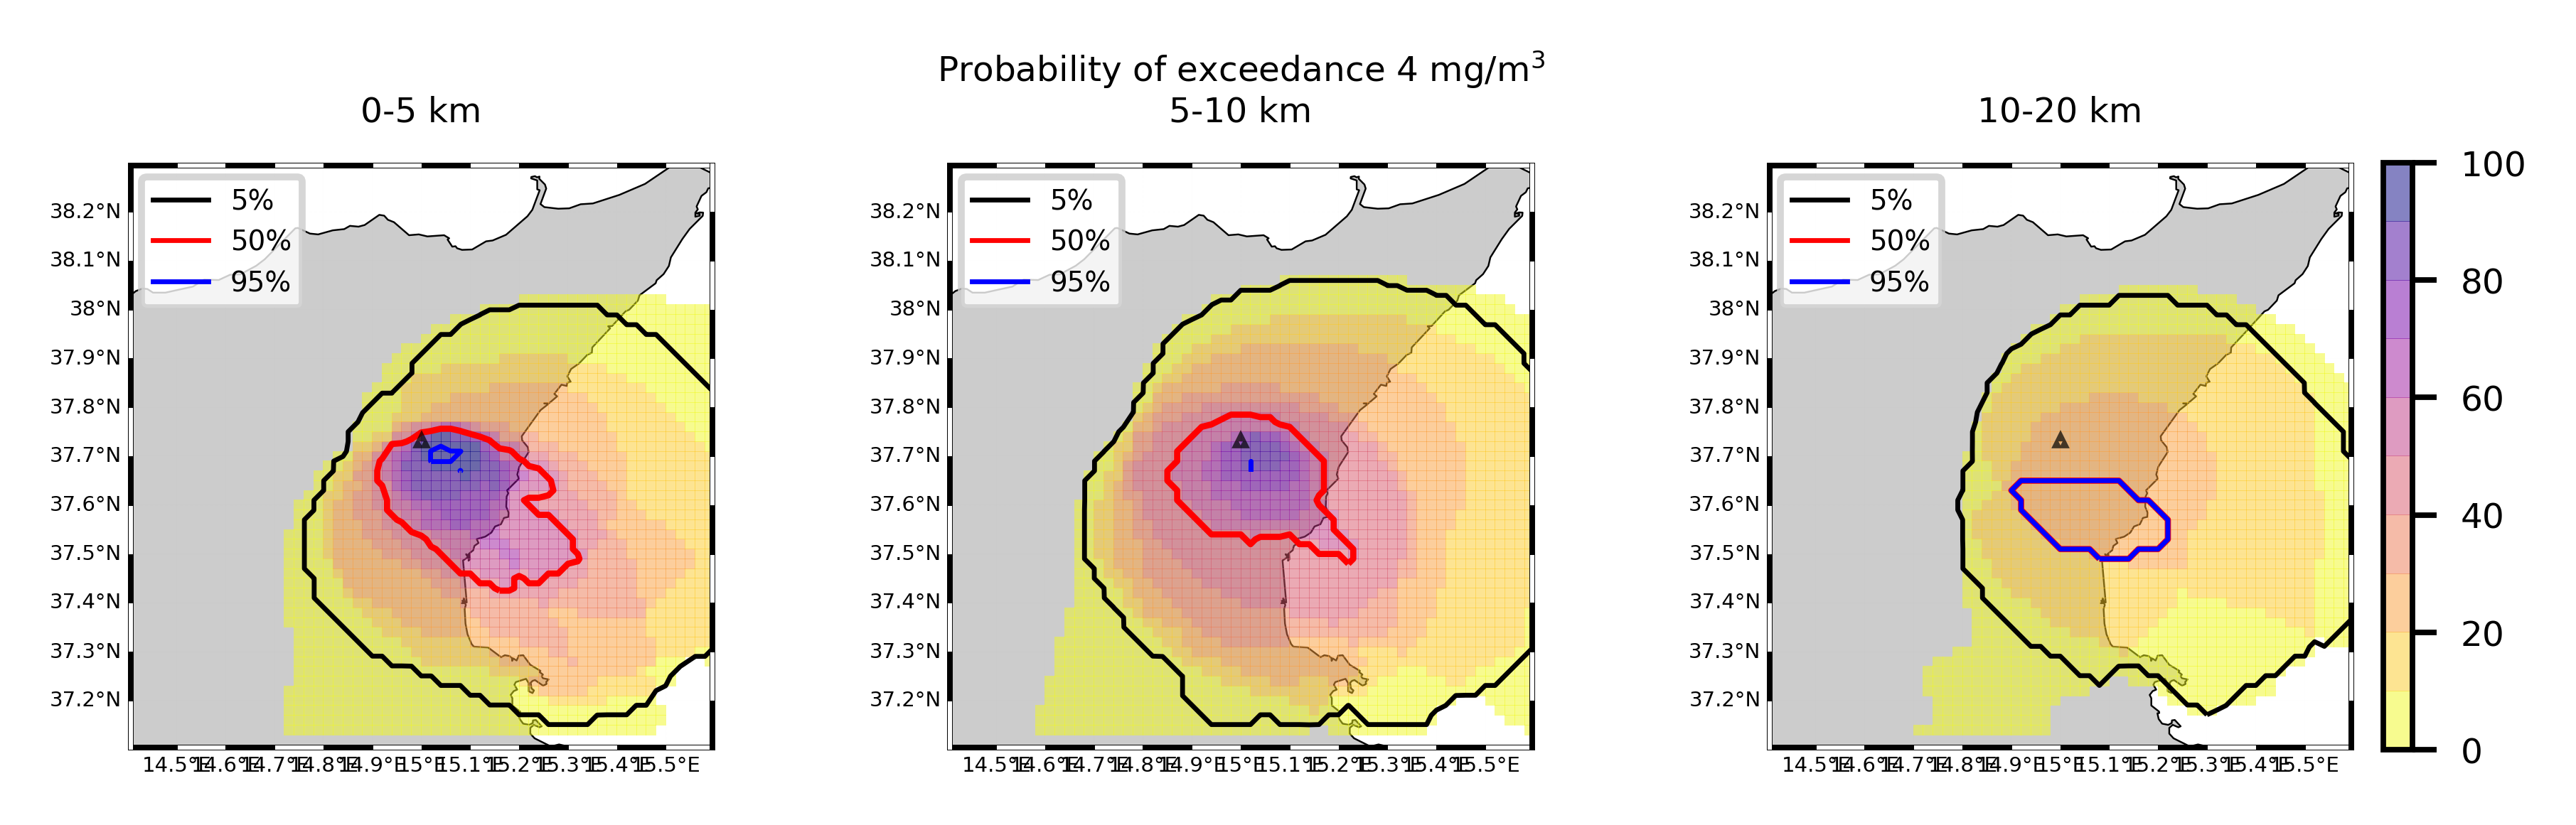 Probability of exceedance 4 mg/m³
0-5 km
5-10 km
10-20 km
5%
50%
95%
38.2°N
38.1°N
38°N
37.9°N
37.8°N
37.7°N
37.6°N
37.5°N
37.4°N
37.3°N
37.2°N
14.5°E 14.6°E 14.7°E 14.8°E 14.9°E 15°E 15.1°E 15.2°E 15.3°E 15.4°E 15.5°E
5%
50%
95%
38.2°N
38.1°N
38°N
37.9°N
37.8°N
37.7°N
37.6°N
37.5°N
37.4°N
37.3°N
37.2°N
14.5°E 14.6°E 14.7°E 14.8°E 14.9°E 15°E 15.1°E 15.2°E 15.3°E 15.4°E 15.5°E
5%
50%
95%
38.2°N
38.1°N
38°N
37.9°N
37.8°N
37.7°N
37.6°N
37.5°N
37.4°N
37.3°N
37.2°N
14.5°E 14.6°E 14.7°E 14.8°E 14.9°E 15°E 15.1°E 15.2°E 15.3°E 15.4°E 15.5°E
100
80
60
40
20
0